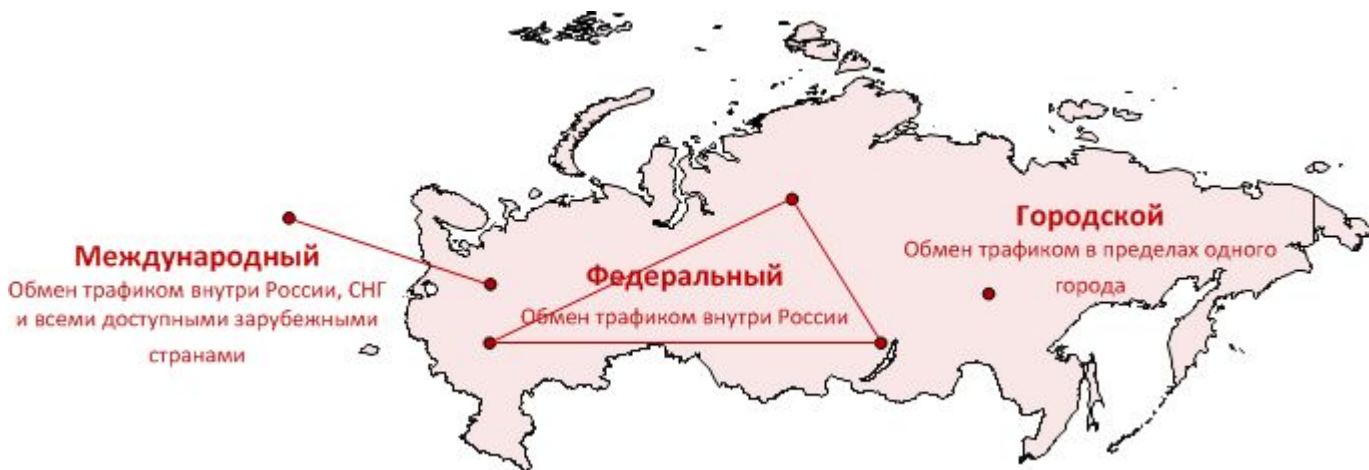 Международный
Обмен трафиком внутри России, СНГ
и всеми доступными зарубежными
странами
Федеральный
Обмен трафиком внутри России
Городской
Обмен трафиком в пределах одного
города